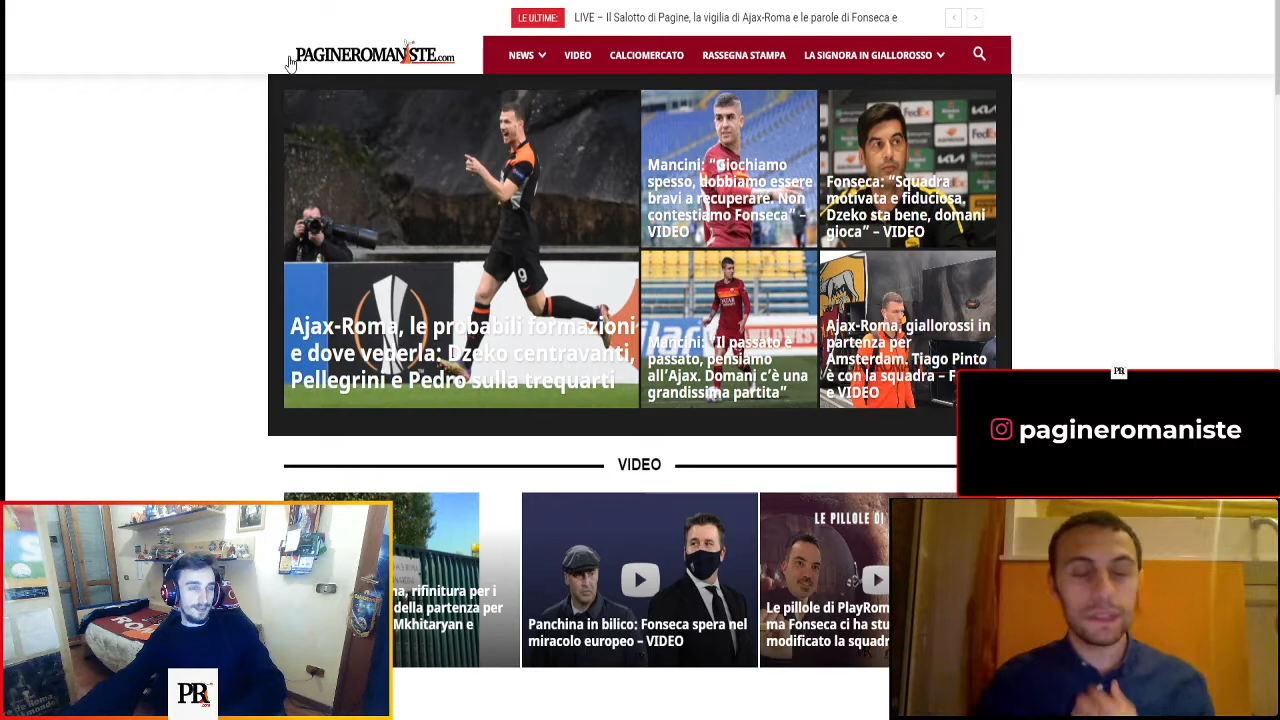 LE ULTIME:
LIVE – Il Salotto di Pagine, la vigilia di Ajax-Roma e le parole di Fonseca e
PAGINEROMANISTE.com
NEWS
VIDEO
CALCIOMERCATO
RASSEGNA STAMPA
LA SIGNORA IN GIALLOROSSO
Ajax-Roma, le probabili formazioni
e dove vederla: Dzeko centravanti,
Pellegrini e Pedro sulla trequarti
9
Mancini: “Giochiamo
spesso, dobbiamo essere
bravi a recuperare. Non
contestiamo Fonseca” –
VIDEO
Fonseca: “Squadra
motivata e fiduciosa.
Dzeko sta bene, domani
gioca” – VIDEO
Mancini: “Il passato è
passato, pensiamo
all’Ajax. Domani c’è una
grandissima partita”
Ajax-Roma, giallorossi in
partenza per
Amsterdam. Tiago Pinto
è con la squadra –
e VIDEO
PR
pagineromaniste
VIDEO
rifinitura per i
della partenza per
Mkhitaryan e
Panchina in bilico: Fonseca spera nel
miracolo europeo – VIDEO
LE PILLOLE DI
Le pillole di PlayRom
ma Fonseca ci ha stu
modificato la squadr
PR
.com